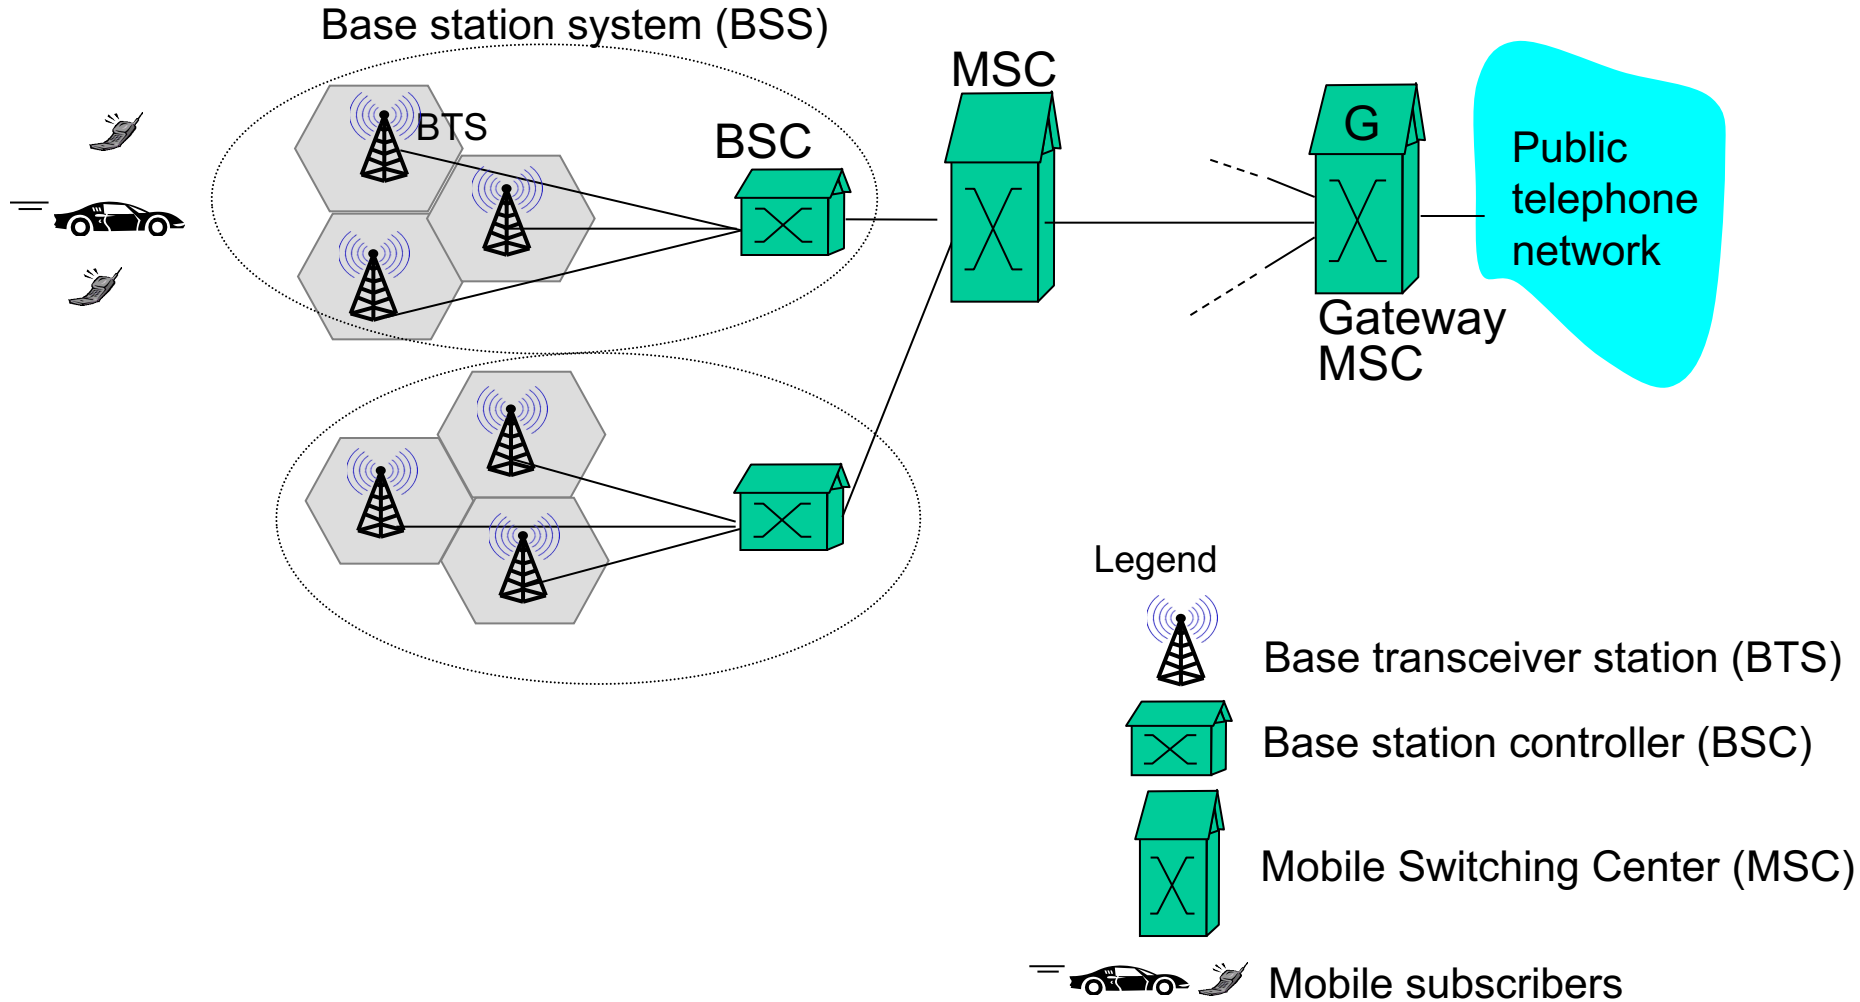 Base station system (BSS)
BTS
BSC
MSC
G
Gateway
MSC
Public
telephone
network
Legend
Base transceiver station (BTS)
Base station controller (BSC)
Mobile Switching Center (MSC)
Mobile subscribers